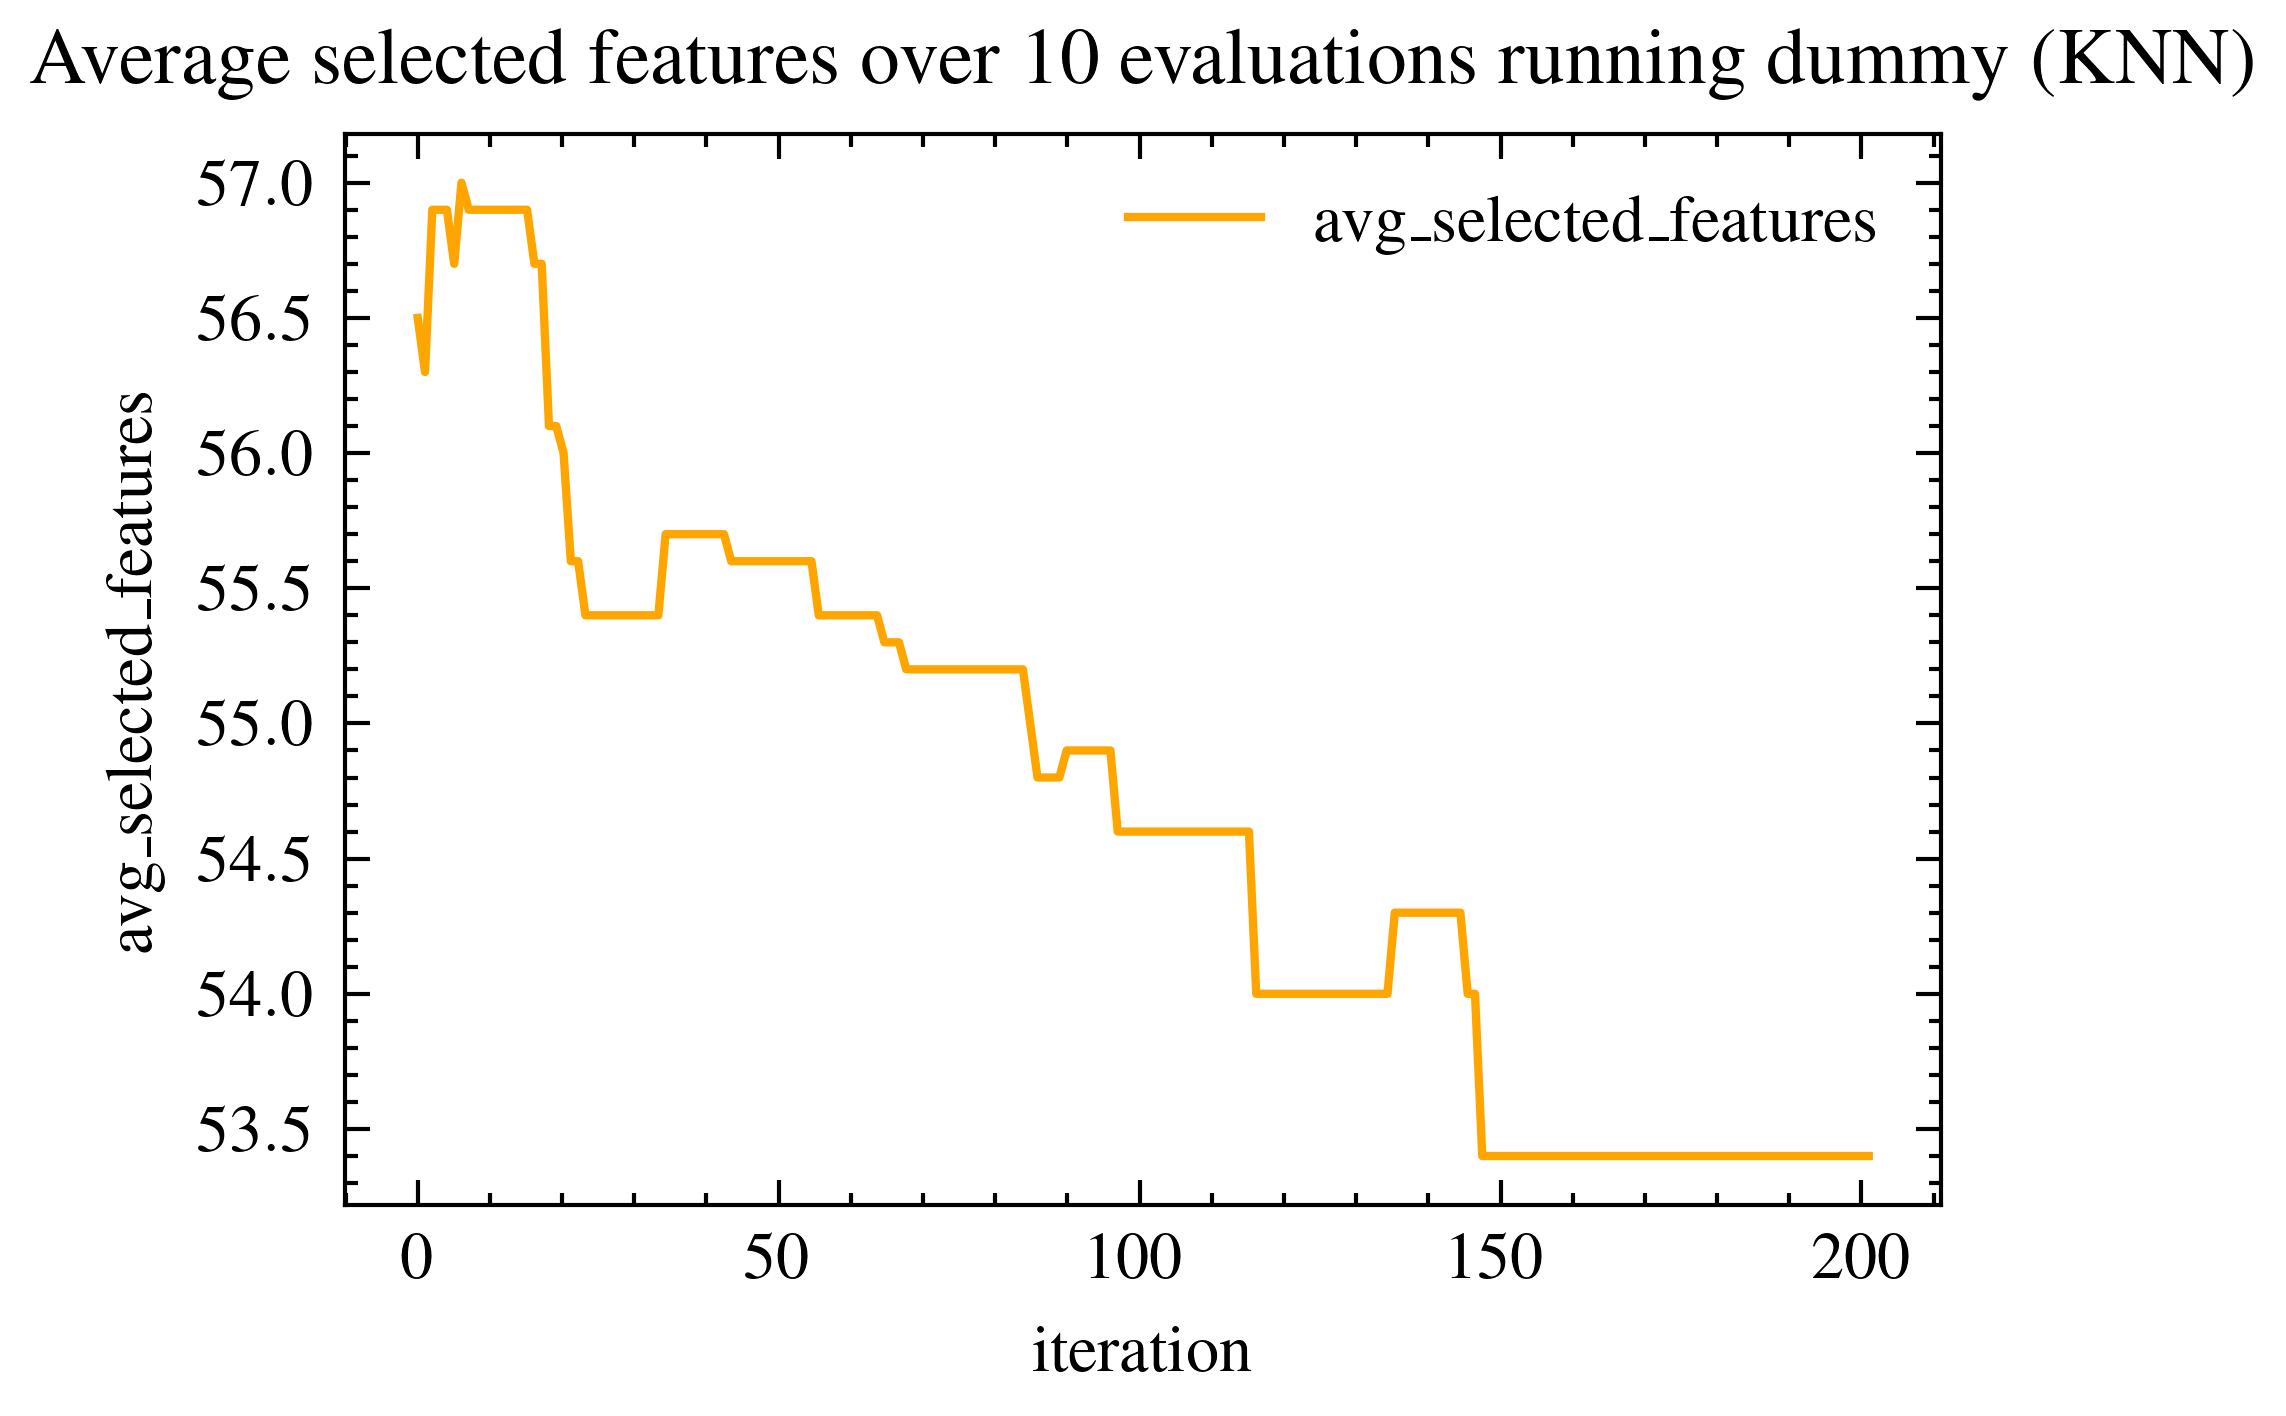 Average selected features over 10 evaluations running dummy (KNN)
avg_selected_features
57.0
56.5
56.0
55.5
55.0
54.5
54.0
53.5
avg_selected_features
0 50 100 150 200
iteration